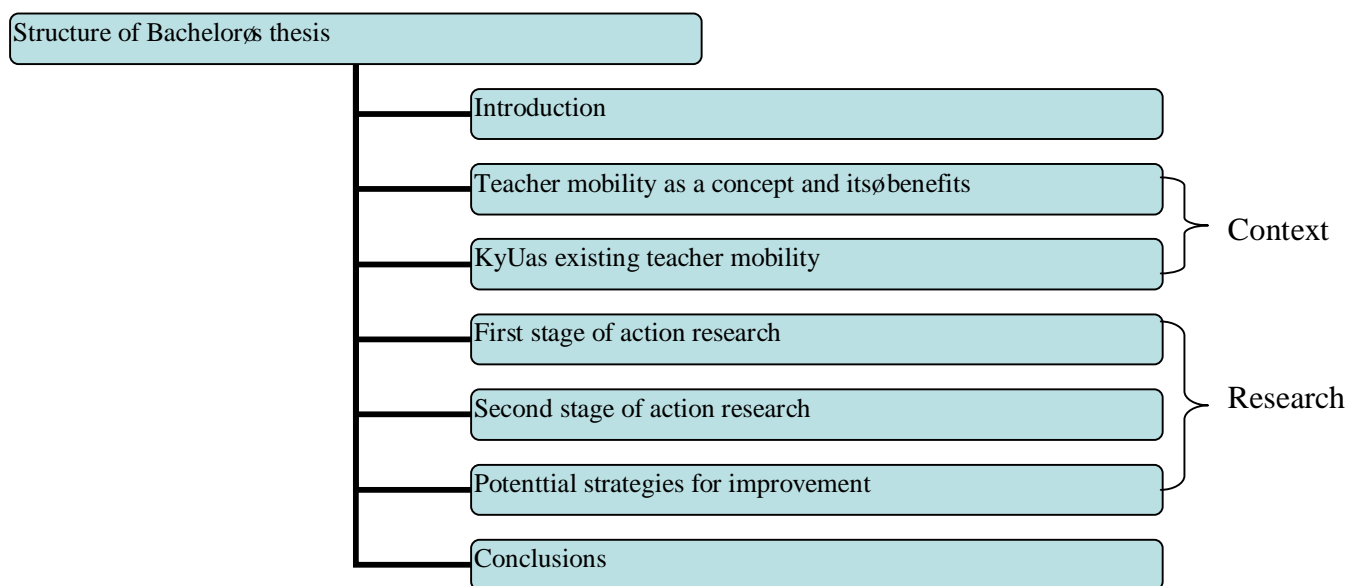 Structure of Bachelorøs thesis
Introduction
Teacher mobility as a concept and itsøbenefits
Context
KyUas existing teacher mobility
First stage of action research
Second stage of action research
Research
Potenttial strategies for improvement
Conclusions